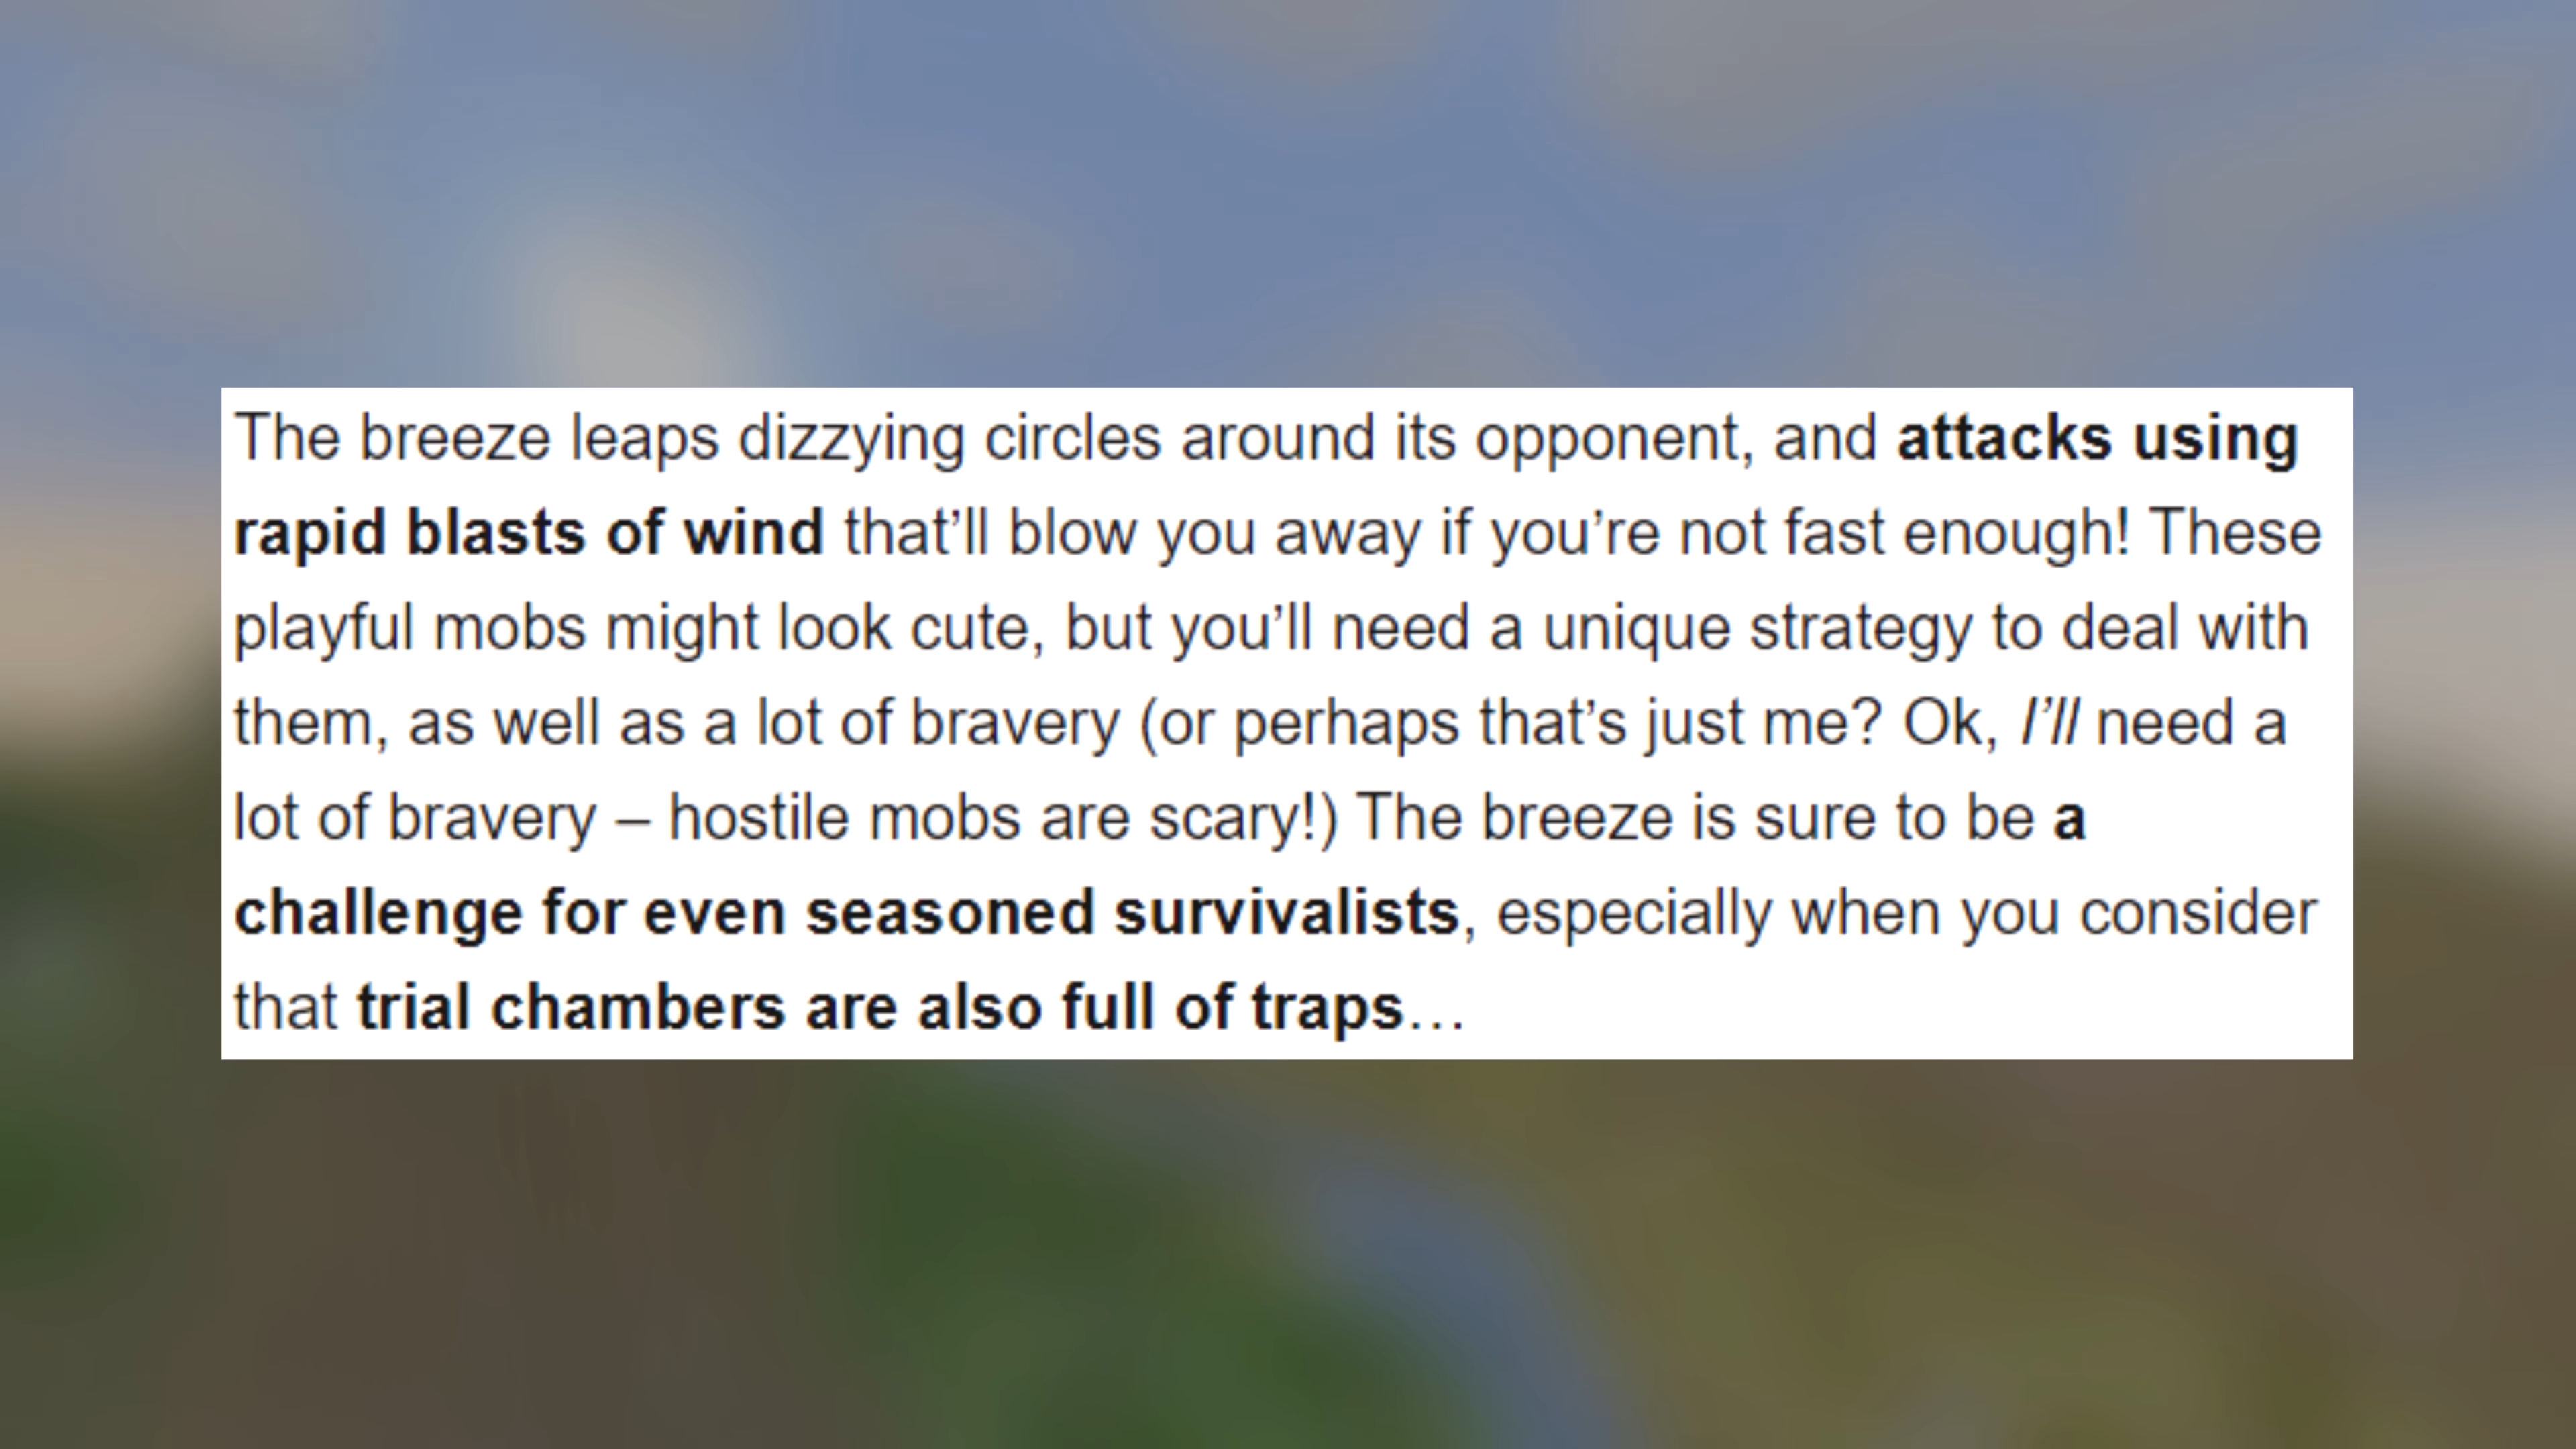 The breeze leaps dizzying circles around its opponent, and attacks using
rapid blasts of wind that’ll blow you away if you’re not fast enough! These
playful mobs might look cute, but you’ll need a unique strategy to deal with
them, as well as a lot of bravery (or perhaps that’s just me? Ok, I’ll need a
lot of bravery – hostile mobs are scary!) The breeze is sure to be a
challenge for even seasoned survivalists, especially when you consider
that trial chambers are also full of traps…